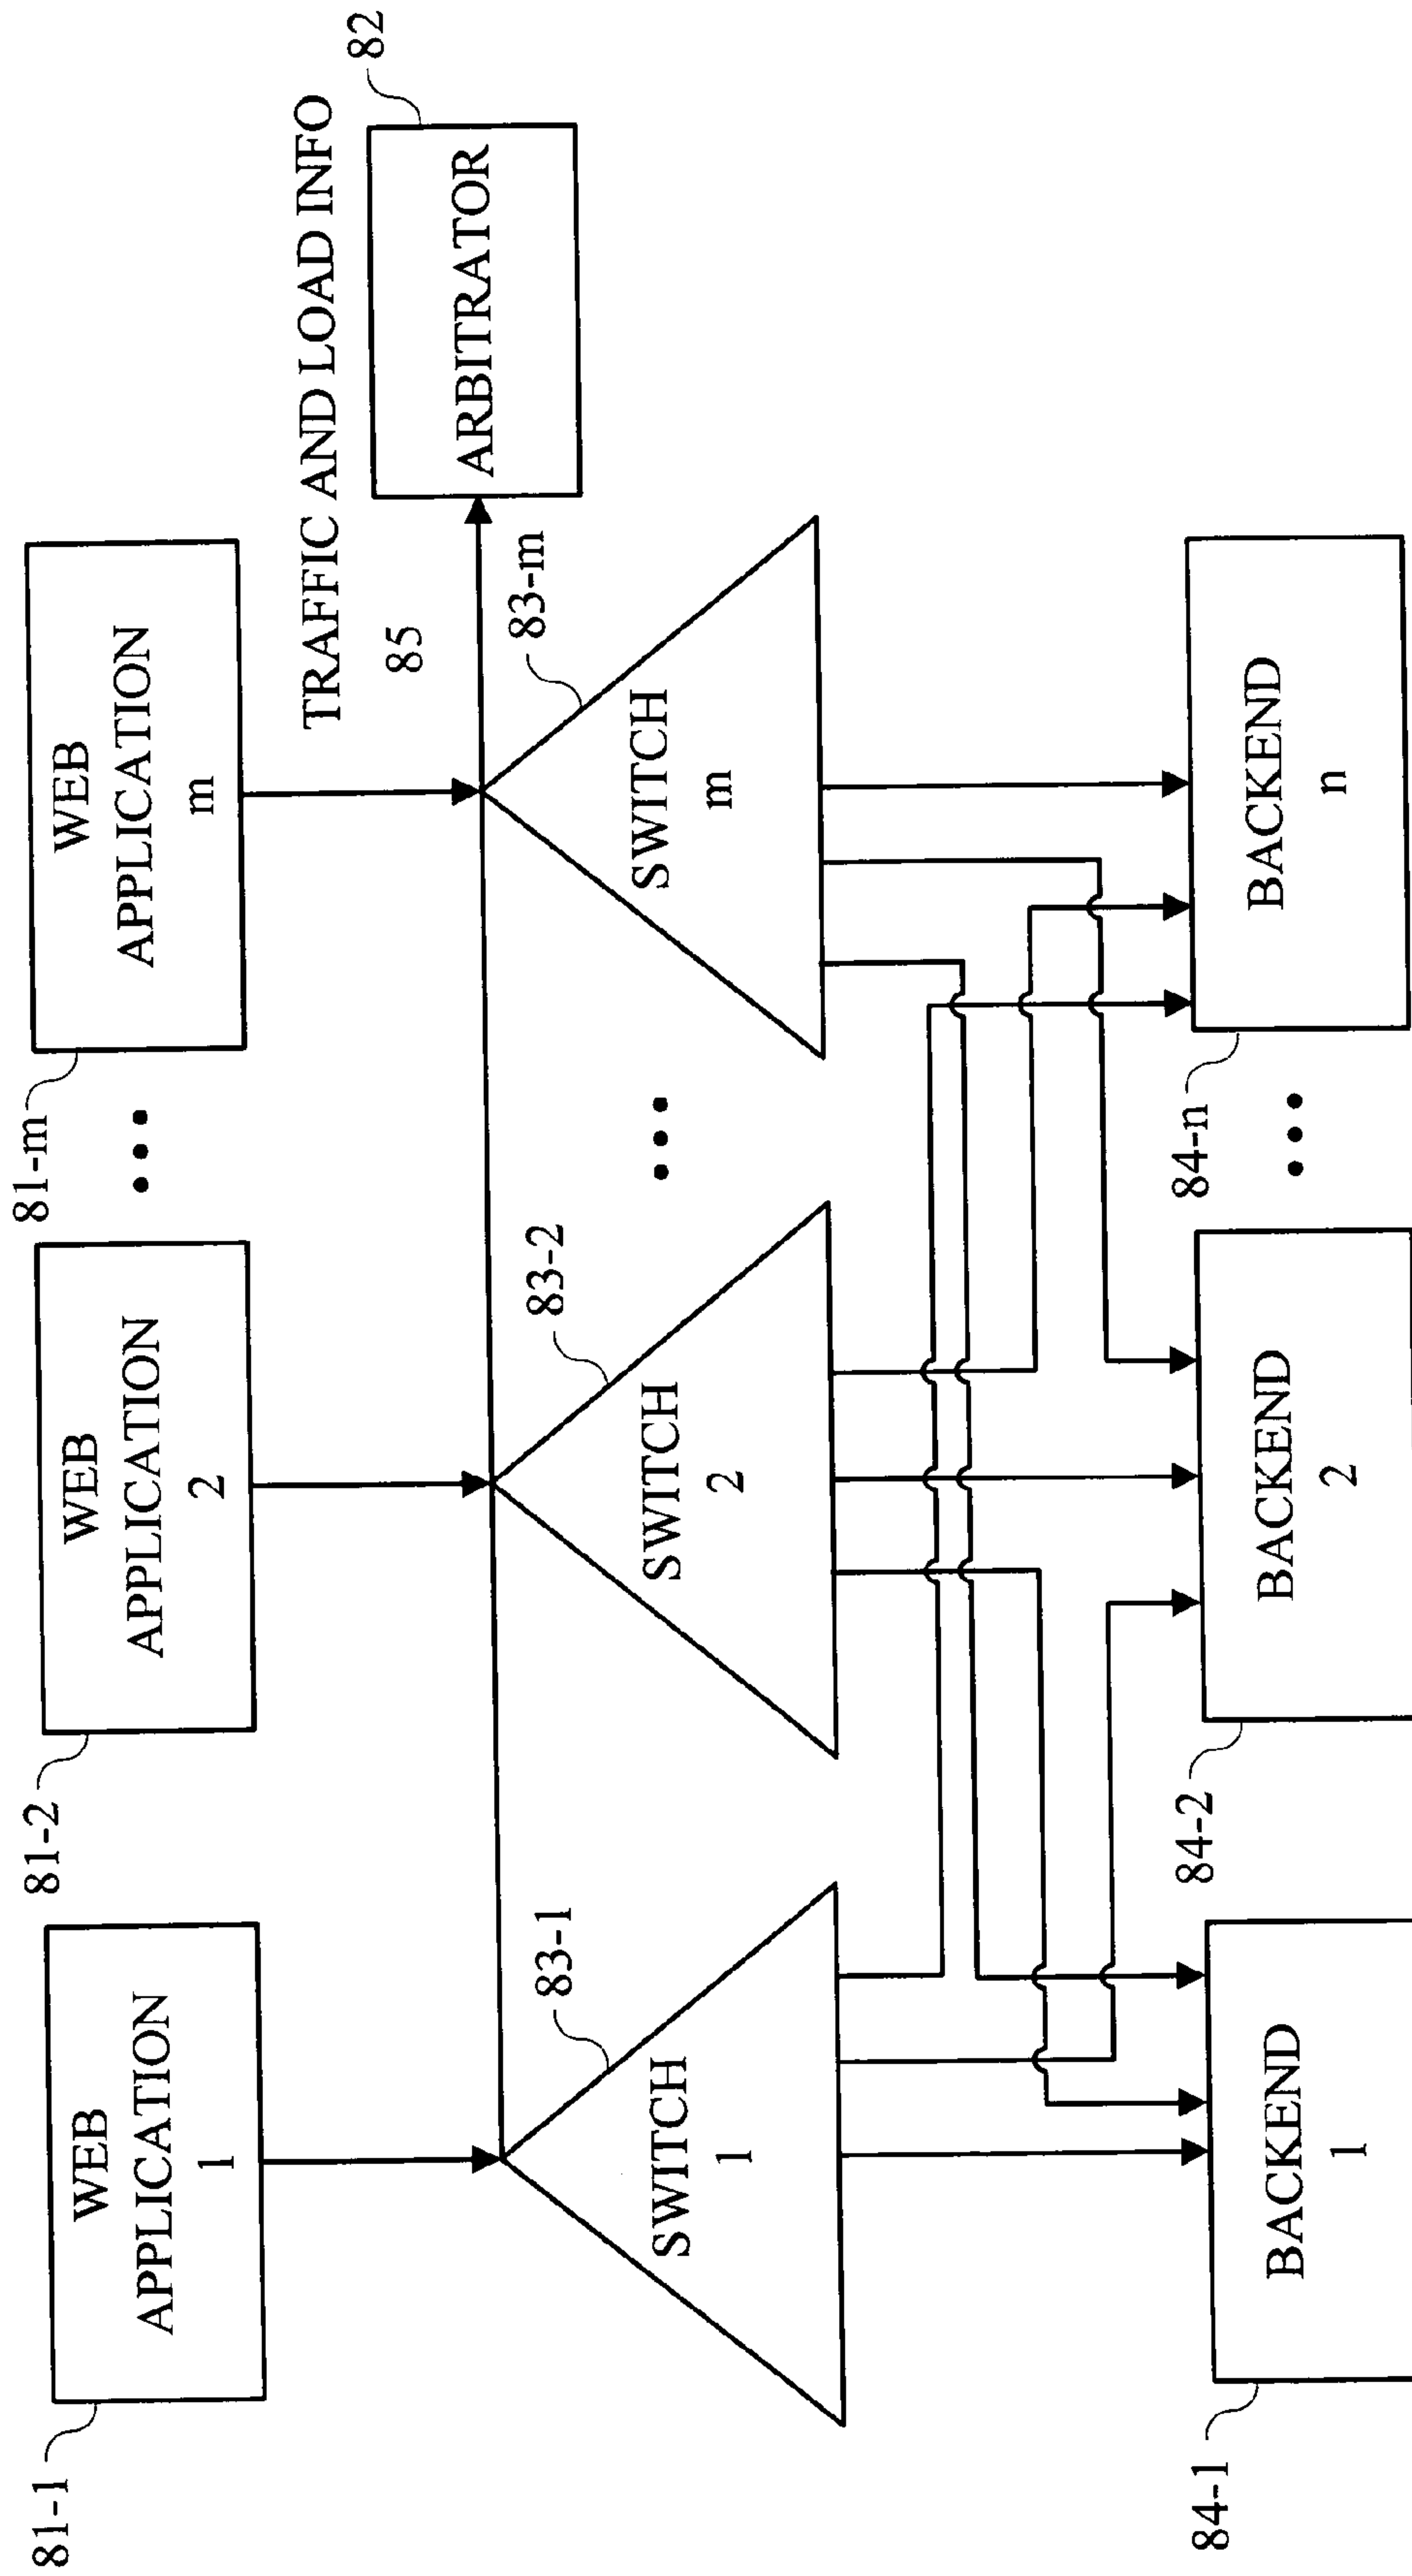 81-1
WEB
APPLICATION
1
81-2
WEB
APPLICATION
2
81-m
WEB
APPLICATION
m
TRAFFIC AND LOAD INFO
85
82
ARBITRATOR
83-1
SWITCH
1
83-2
SWITCH
2
83-m
SWITCH
m
84-1
BACKEND
1
84-2
BACKEND
2
84-n
BACKEND
n